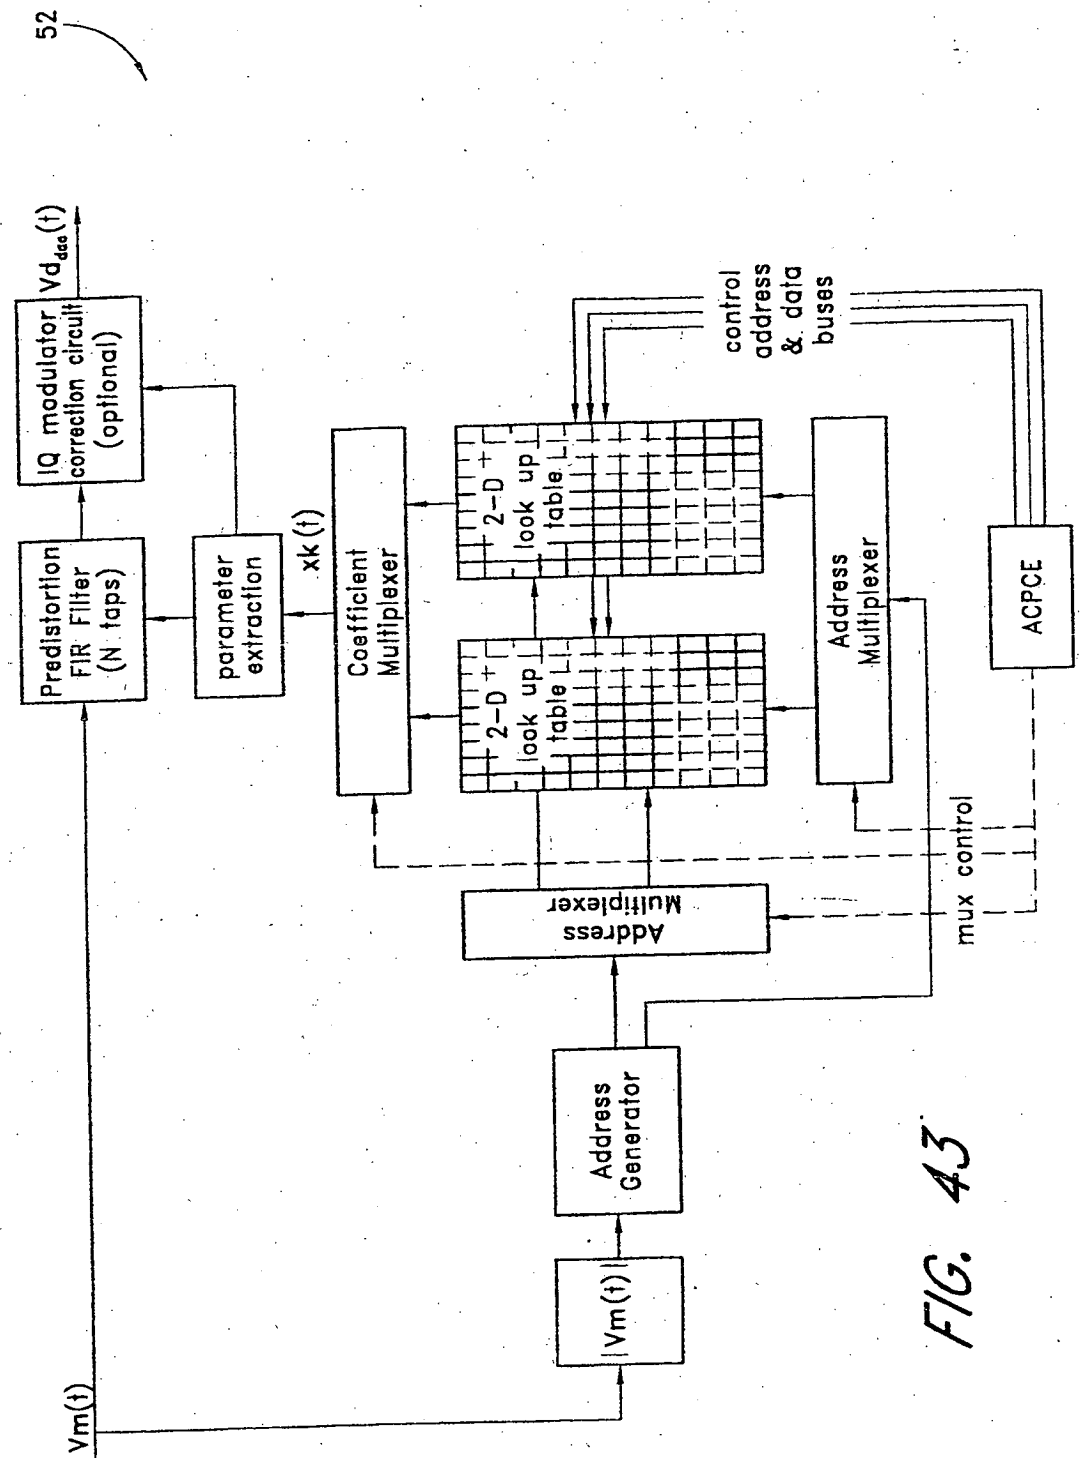 52
Vm(t)
Predistortion
FIR Filter
(N taps)
IQ modulator
correction circuit
(optional)
Vd_dac(t)
parameter
extraction
xk(t)
Coefficient
Multiplexer
2-D
look up
table
2-D
look up
table
Address
Multiplexer
Address
Multiplexer
control
address
& data
buses
|Vm(t)|
Address
Generator
mux control
ACPCE
FIG. 43